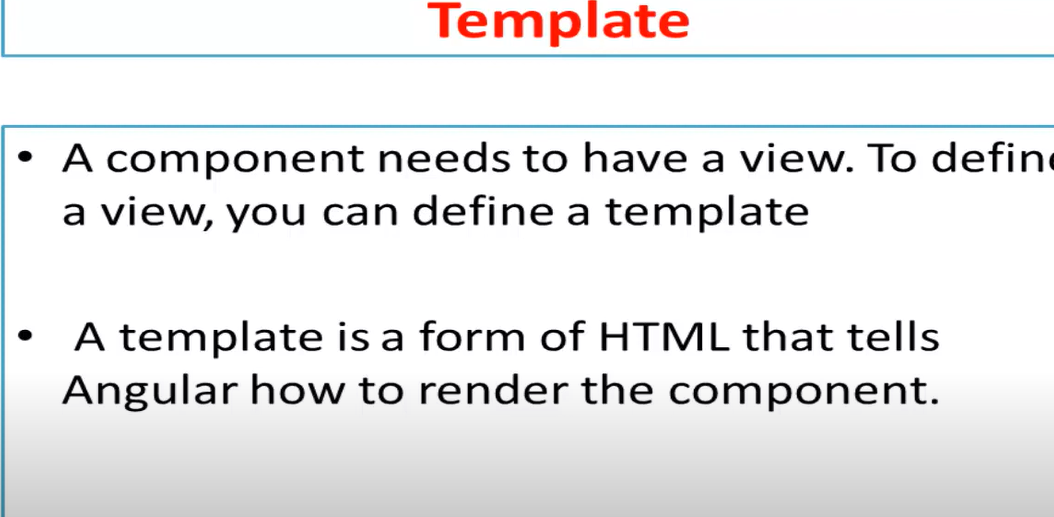 Template
• A component needs to have a view. To define
a view, you can define a template
• A template is a form of HTML that tells
Angular how to render the component.